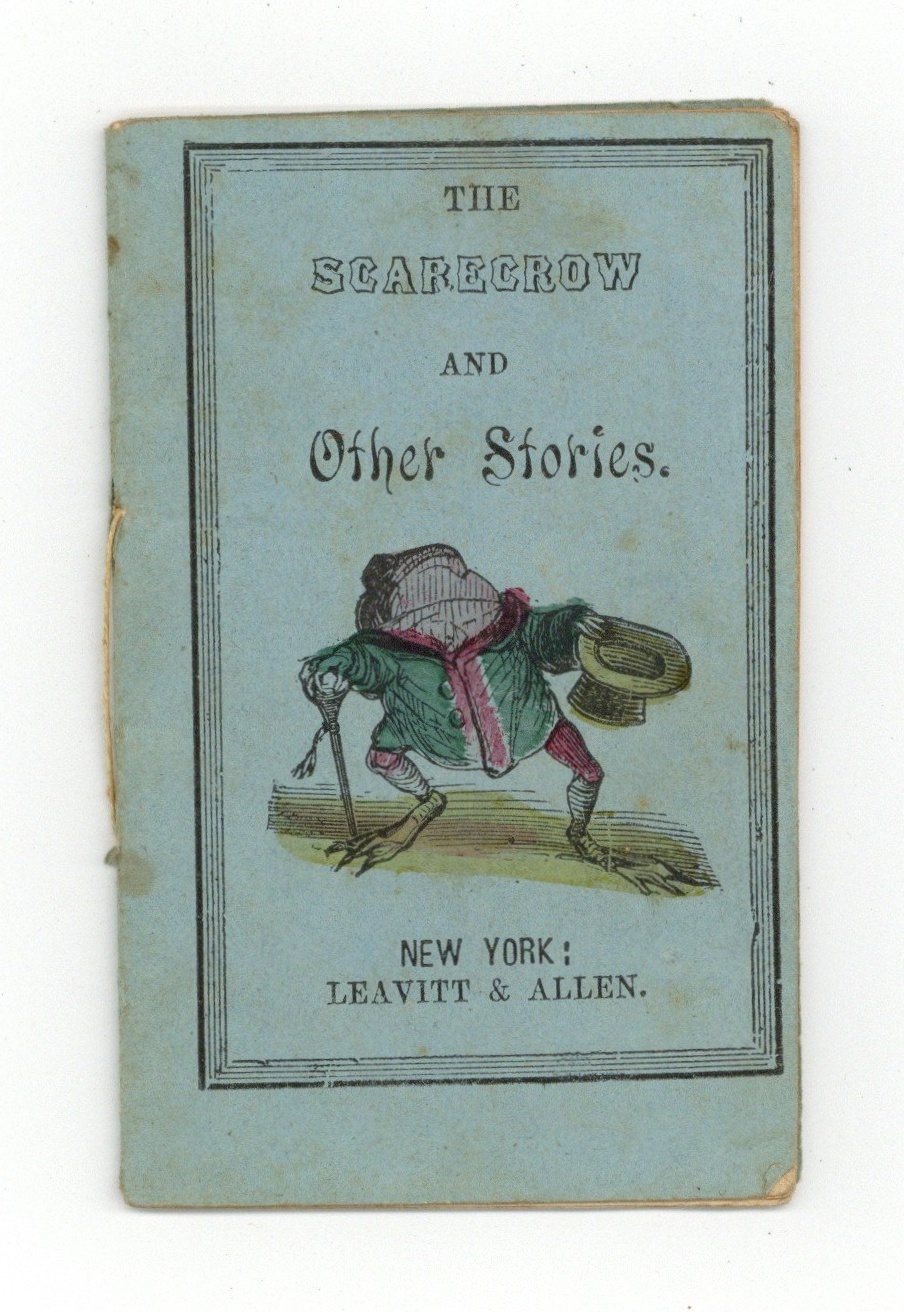 THE
SCARECROW
AND
Other Stories.
NEW YORK:
LEAVITT & ALLEN.